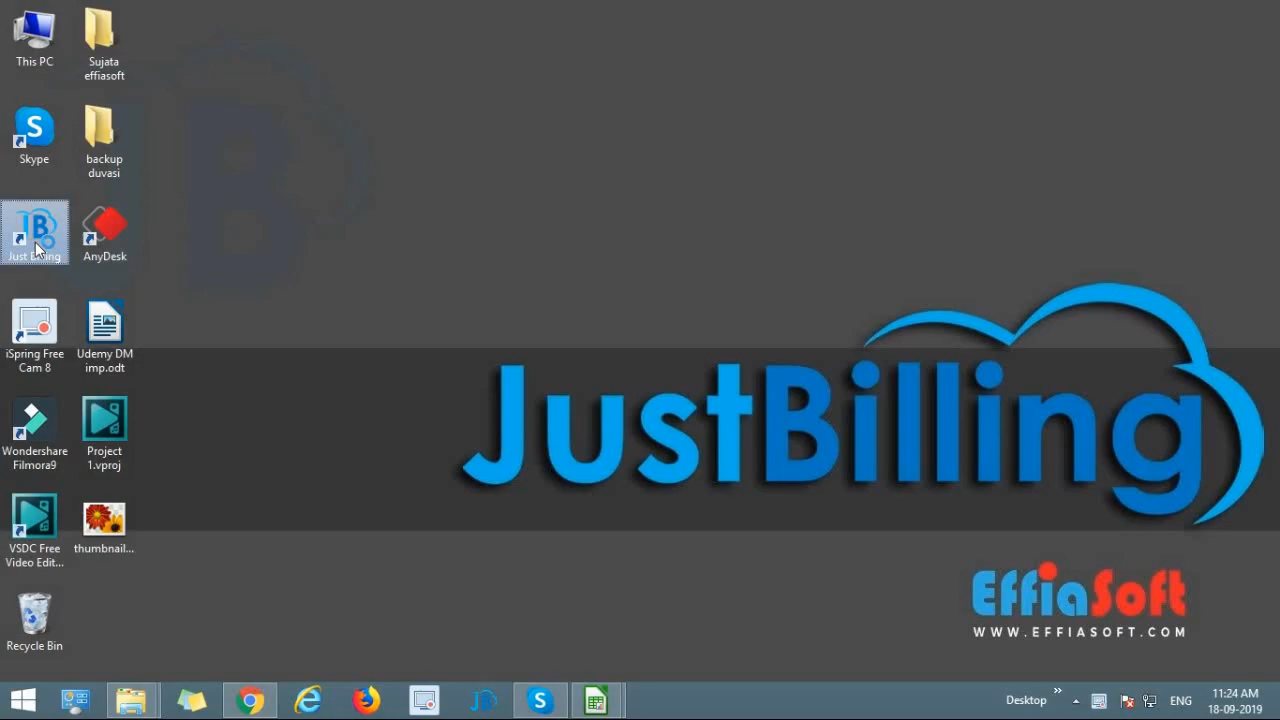 This PC
Sujata
effiasoft
Skype
backup
duvasi
Just Billing
AnyDesk
iSpring Free
Cam 8
Udemy DM
imp.odt
Wondershare
Filmora9
Project
1.vproj
VSDC Free
Video Edit...
thumbnail...
Recycle Bin
JustBilling
EffiaSoft
WWW.EFFIASOFT.COM
Desktop
ENG
11:24 AM
18-09-2019